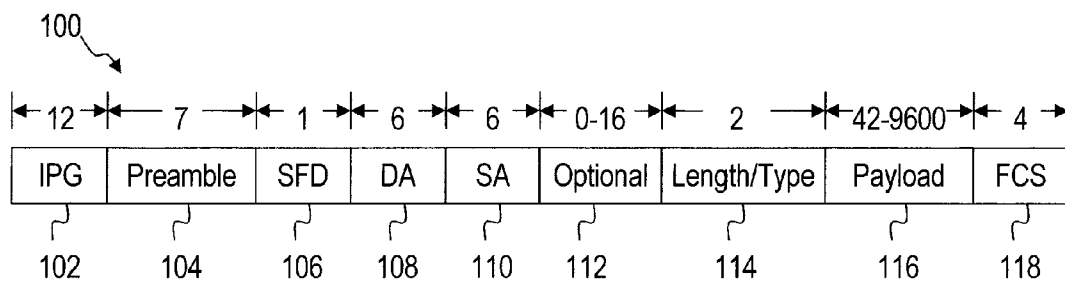 100
12 7 1 6 6 0-16 2 42-9600 4
IPG Preamble SFD DA SA Optional Length/Type Payload FCS
102 104 106 108 110 112 114 116 118